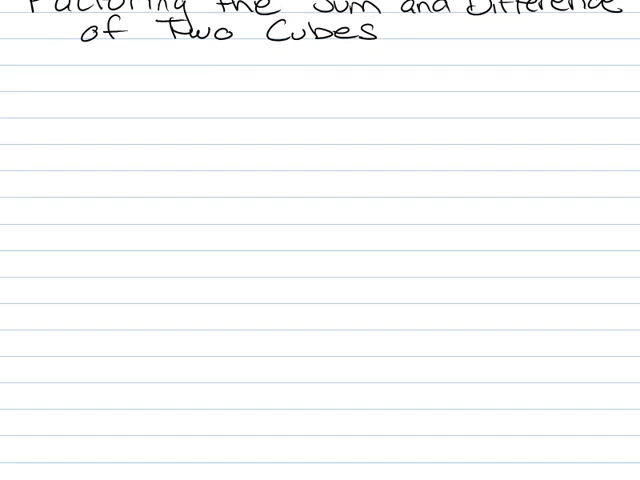 Factoring the Sum and Difference
of Two Cubes